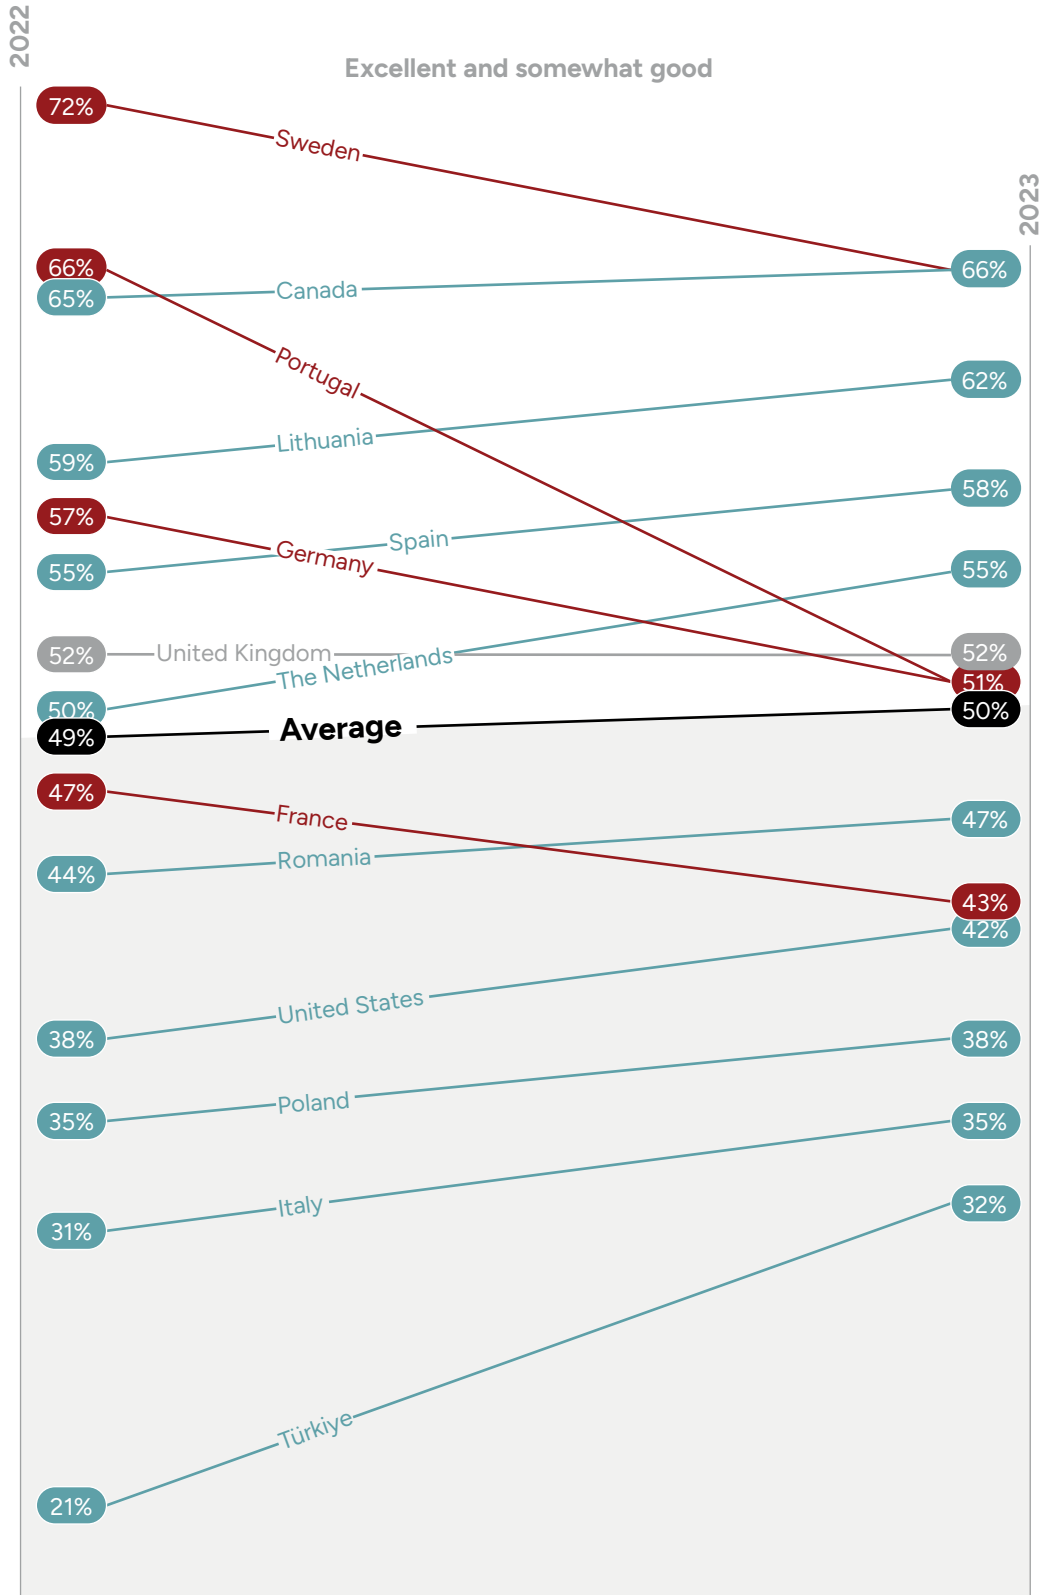 2022
Excellent and somewhat good
72%
Sweden
2023
66%
66%
65%
Canada
Portugal
62%
59%
Lithuania
58%
57%
Spain
Germany
55%
55%
52%
United Kingdom
52%
The Netherlands
51%
50%
50%
49%
Average
47%
France
47%
44%
Romania
43%
42%
United States
38%
38%
35%
Poland
35%
31%
Italy
32%
Türkiye
21%